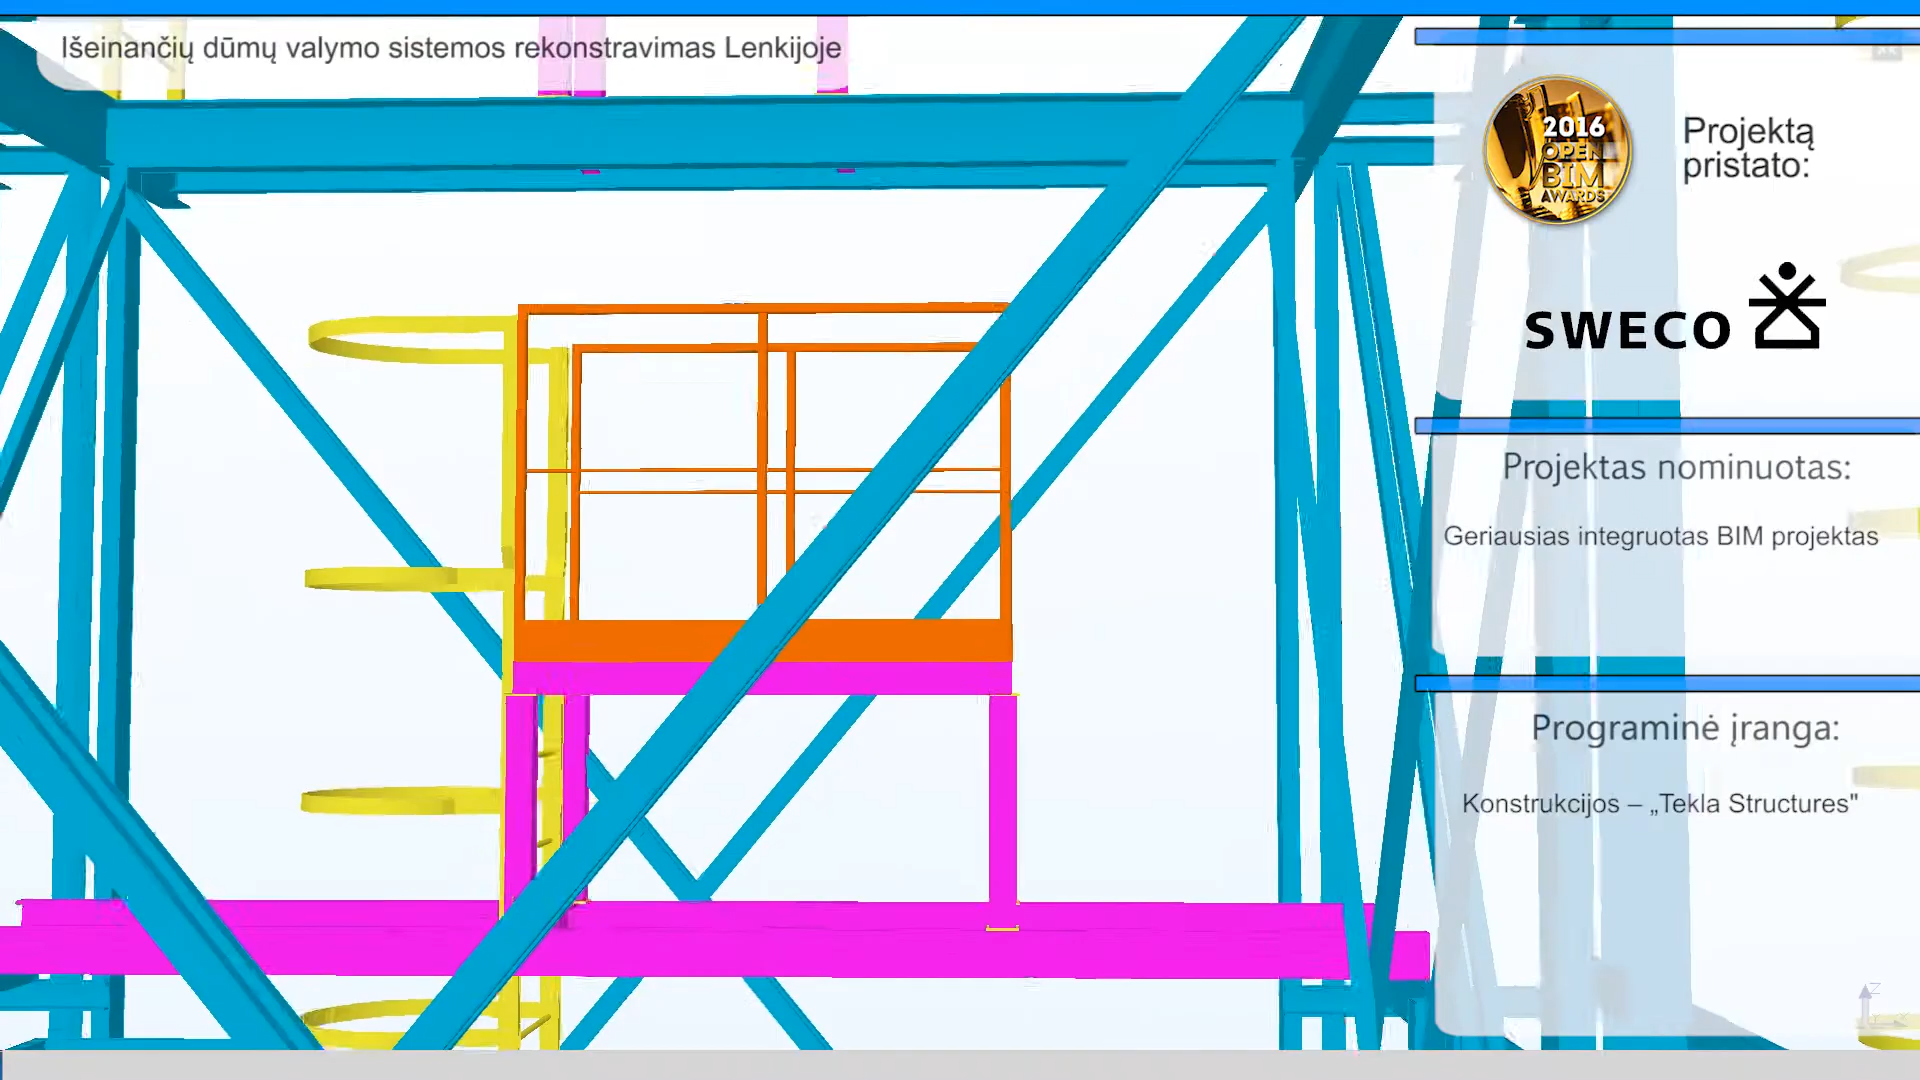 Išeinančių dūmų valymo sistemos rekonstravimas Lenkijoje
2016
OPEN
BIM
AWARDS
Projektą
pristato:
SWECO
Projektas nominuotas:
Geriausias integruotas BIM projektas
Programinė įranga:
Konstrukcijos – „Tekla Structures"
Z